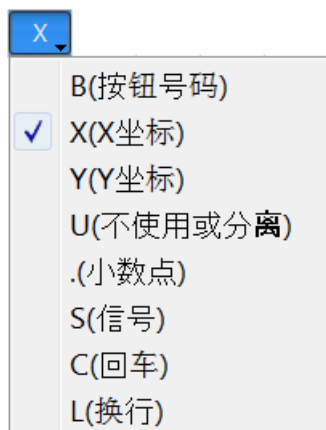 X
B(按钮号码)
X(X坐标)
Y(Y坐标)
U(不使用或分离)
.(小数点)
S(信号)
C(回车)
L(换行)